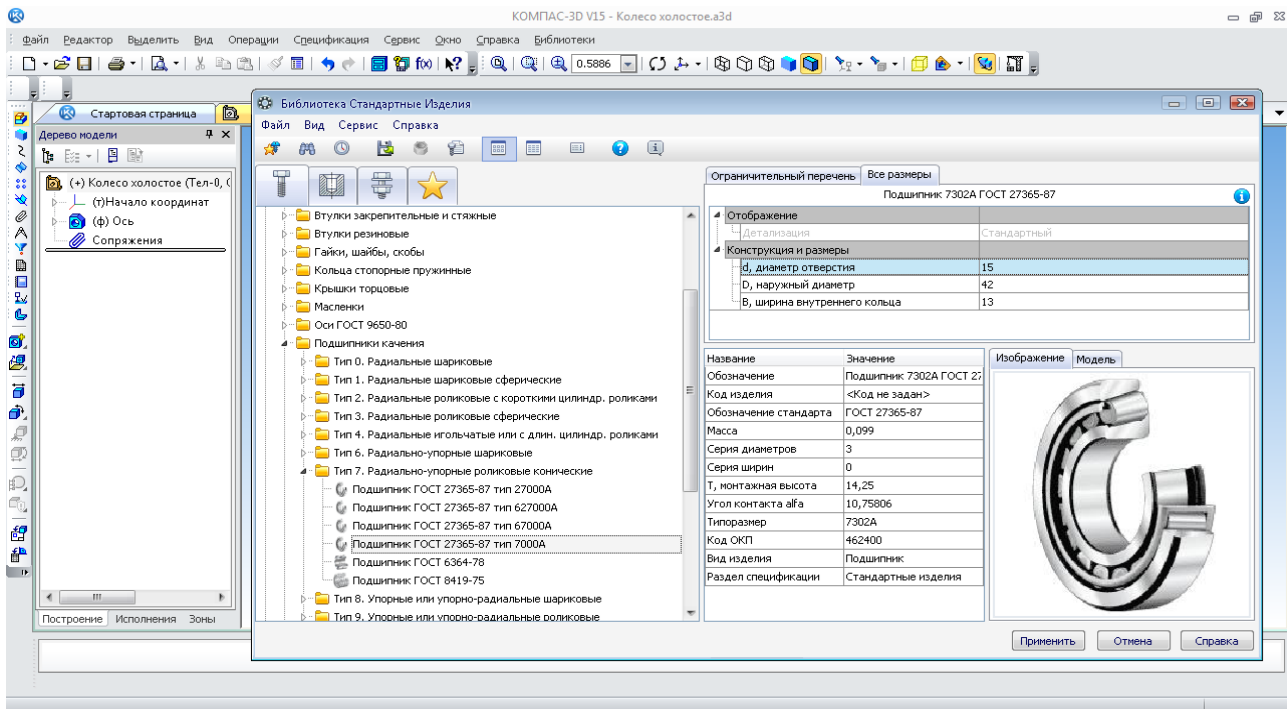 КОМПАС-3D V15 - Колесо холостое.a3d
Файл Редактор Выделить Вид Операции Спецификация Сервис Окно Справка Библиотеки
f(x) 0.5886
Стартовая страница
Дерево модели
(+) Колесо холостое (Тел-0, (
(т)Начало координат
(ф) Ось
Сопряжения
Построение Исполнения Зоны
Библиотека Стандартные Изделия
Файл Вид Сервис Справка
Втулки закрепительные и стяжные
Втулки резиновые
Гайки, шайбы, скобы
Кольца стопорные пружинные
Крышки торцовые
Масленки
Оси ГОСТ 9650-80
Подшипники качения
Тип 0. Радиальные шариковые
Тип 1. Радиальные шариковые сферические
Тип 2. Радиальные роликовые с короткими цилиндр. роликами
Тип 3. Радиальные роликовые сферические
Тип 4. Радиальные игольчатые или с длин. цилиндр. роликами
Тип 6. Радиально-упорные шариковые
Тип 7. Радиально-упорные роликовые конические
Подшипник ГОСТ 27365-87 тип 27000А
Подшипник ГОСТ 27365-87 тип 627000А
Подшипник ГОСТ 27365-87 тип 67000А
Подшипник ГОСТ 27365-87 тип 7000А
Подшипник ГОСТ 6364-78
Подшипник ГОСТ 8419-75
Тип 8. Упорные или упорно-радиальные шариковые
Тип 9. Упорные или упорно-радиальные роликовые
Ограничительный перечень Все размеры
Подшипник 7302А ГОСТ 27365-87
Отображение
Детализация Стандартный
Конструкция и размеры
d, диаметр отверстия 15
D, наружный диаметр 42
B, ширина внутреннего кольца 13
Название Значение
Обозначение Подшипник 7302А ГОСТ 27
Код изделия <Код не задан>
Обозначение стандарта ГОСТ 27365-87
Масса 0,099
Серия диаметров 3
Серия ширин 0
Т, монтажная высота 14,25
Угол контакта alfa 10,75806
Типоразмер 7302А
Код ОКП 462400
Вид изделия Подшипник
Раздел спецификации Стандартные изделия
Изображение Модель
Применить Отмена Справка